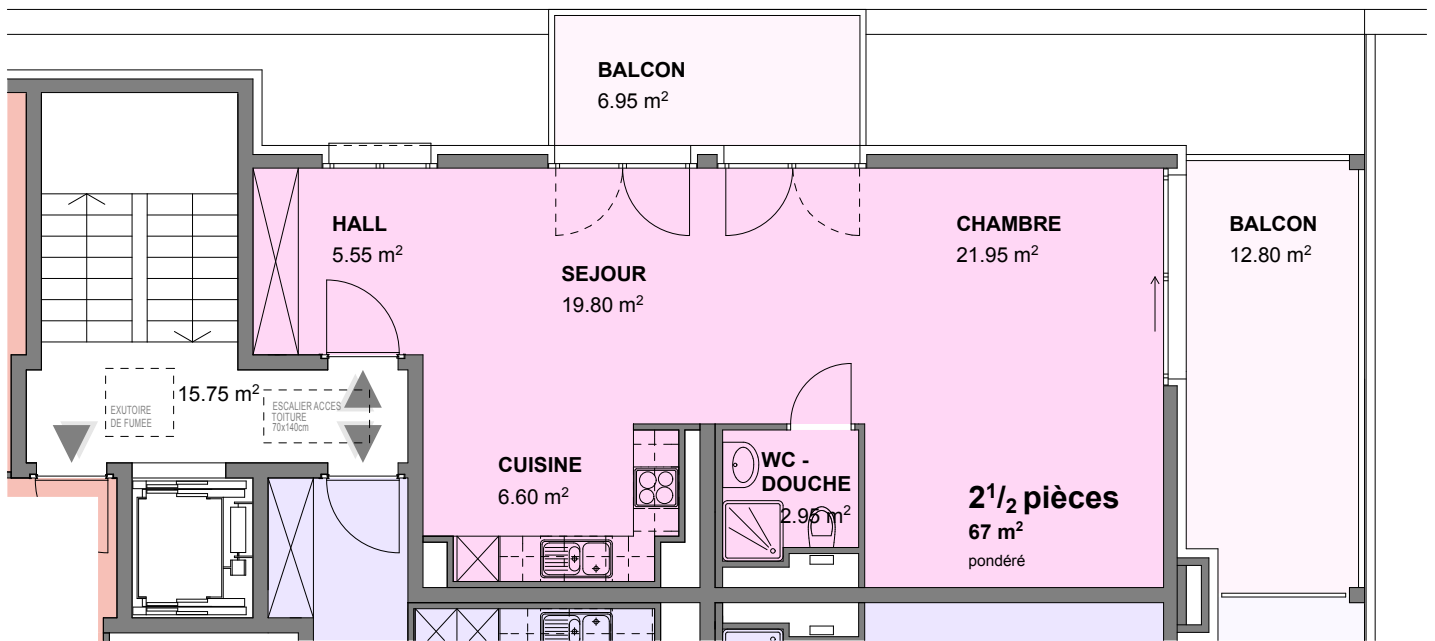 BALCON
6.95 m²
HALL
5.55 m²
SEJOUR
19.80 m²
CHAMBRE
21.95 m²
BALCON
12.80 m²
15.75 m²
EXUTOIRE
DE FUMEE
ESCALIER ACCES
TOITURE
70x140cm
CUISINE
6.60 m²
WC -
DOUCHE
2.95 m²
2 1/2 pièces
67 m²
pondéré